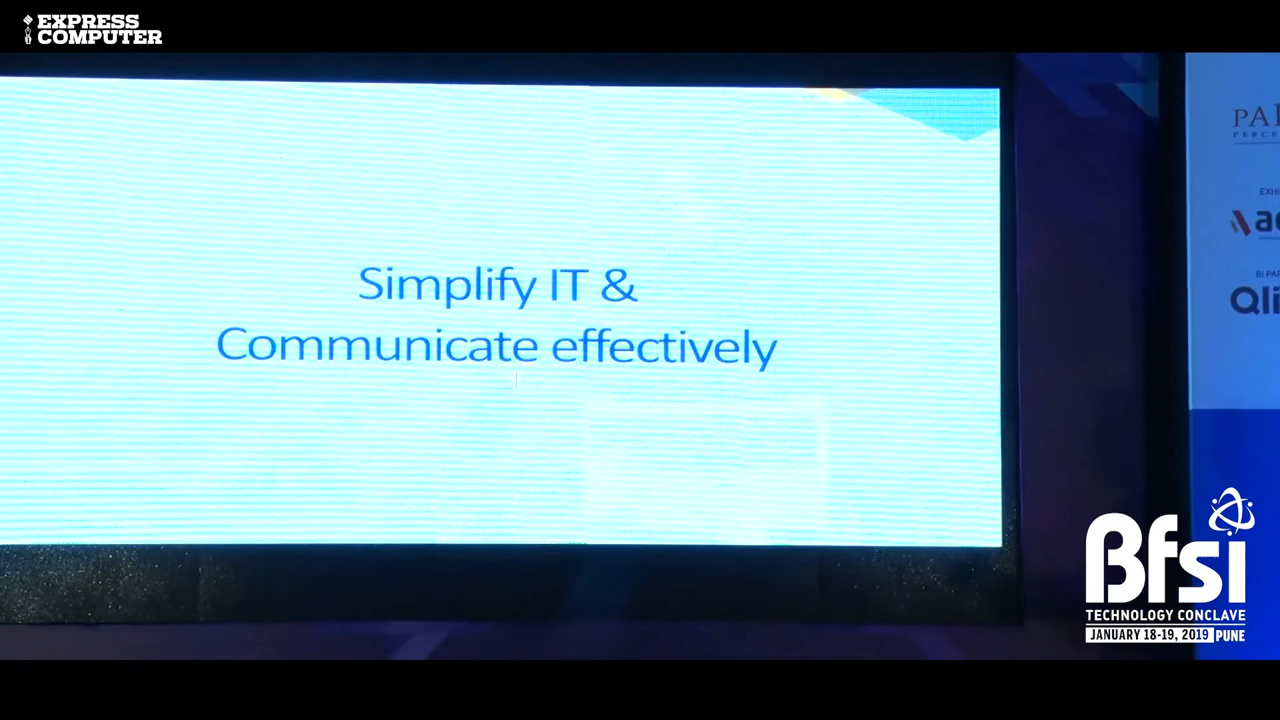 EXPRESS
COMPUTER
Simplify IT &
Communicate effectively
Bfsi
TECHNOLOGY CONCLAVE
JANUARY 18-19, 2019 PUNE